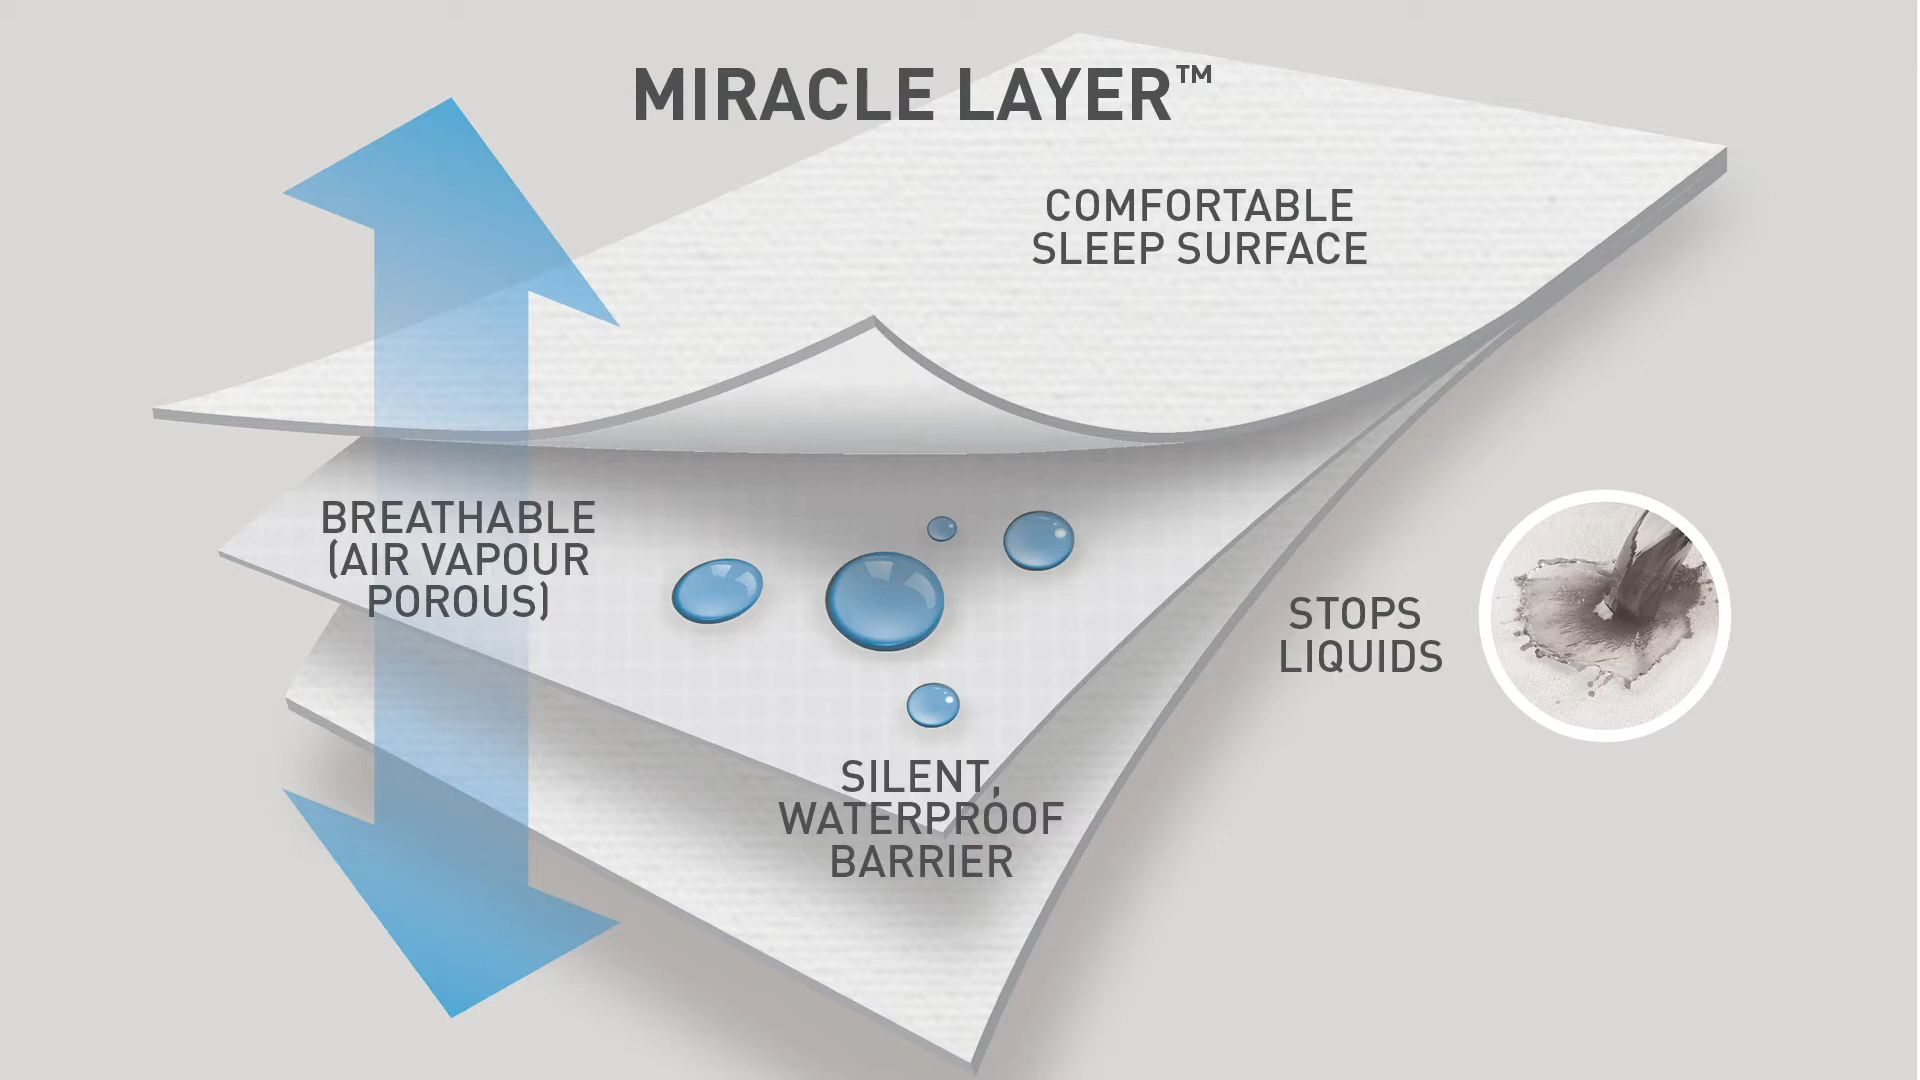 MIRACLE LAYER™
COMFORTABLE
SLEEP SURFACE
BREATHABLE
(AIR VAPOUR
POROUS)
STOPS
LIQUIDS
SILENT,
WATERPROOF
BARRIER